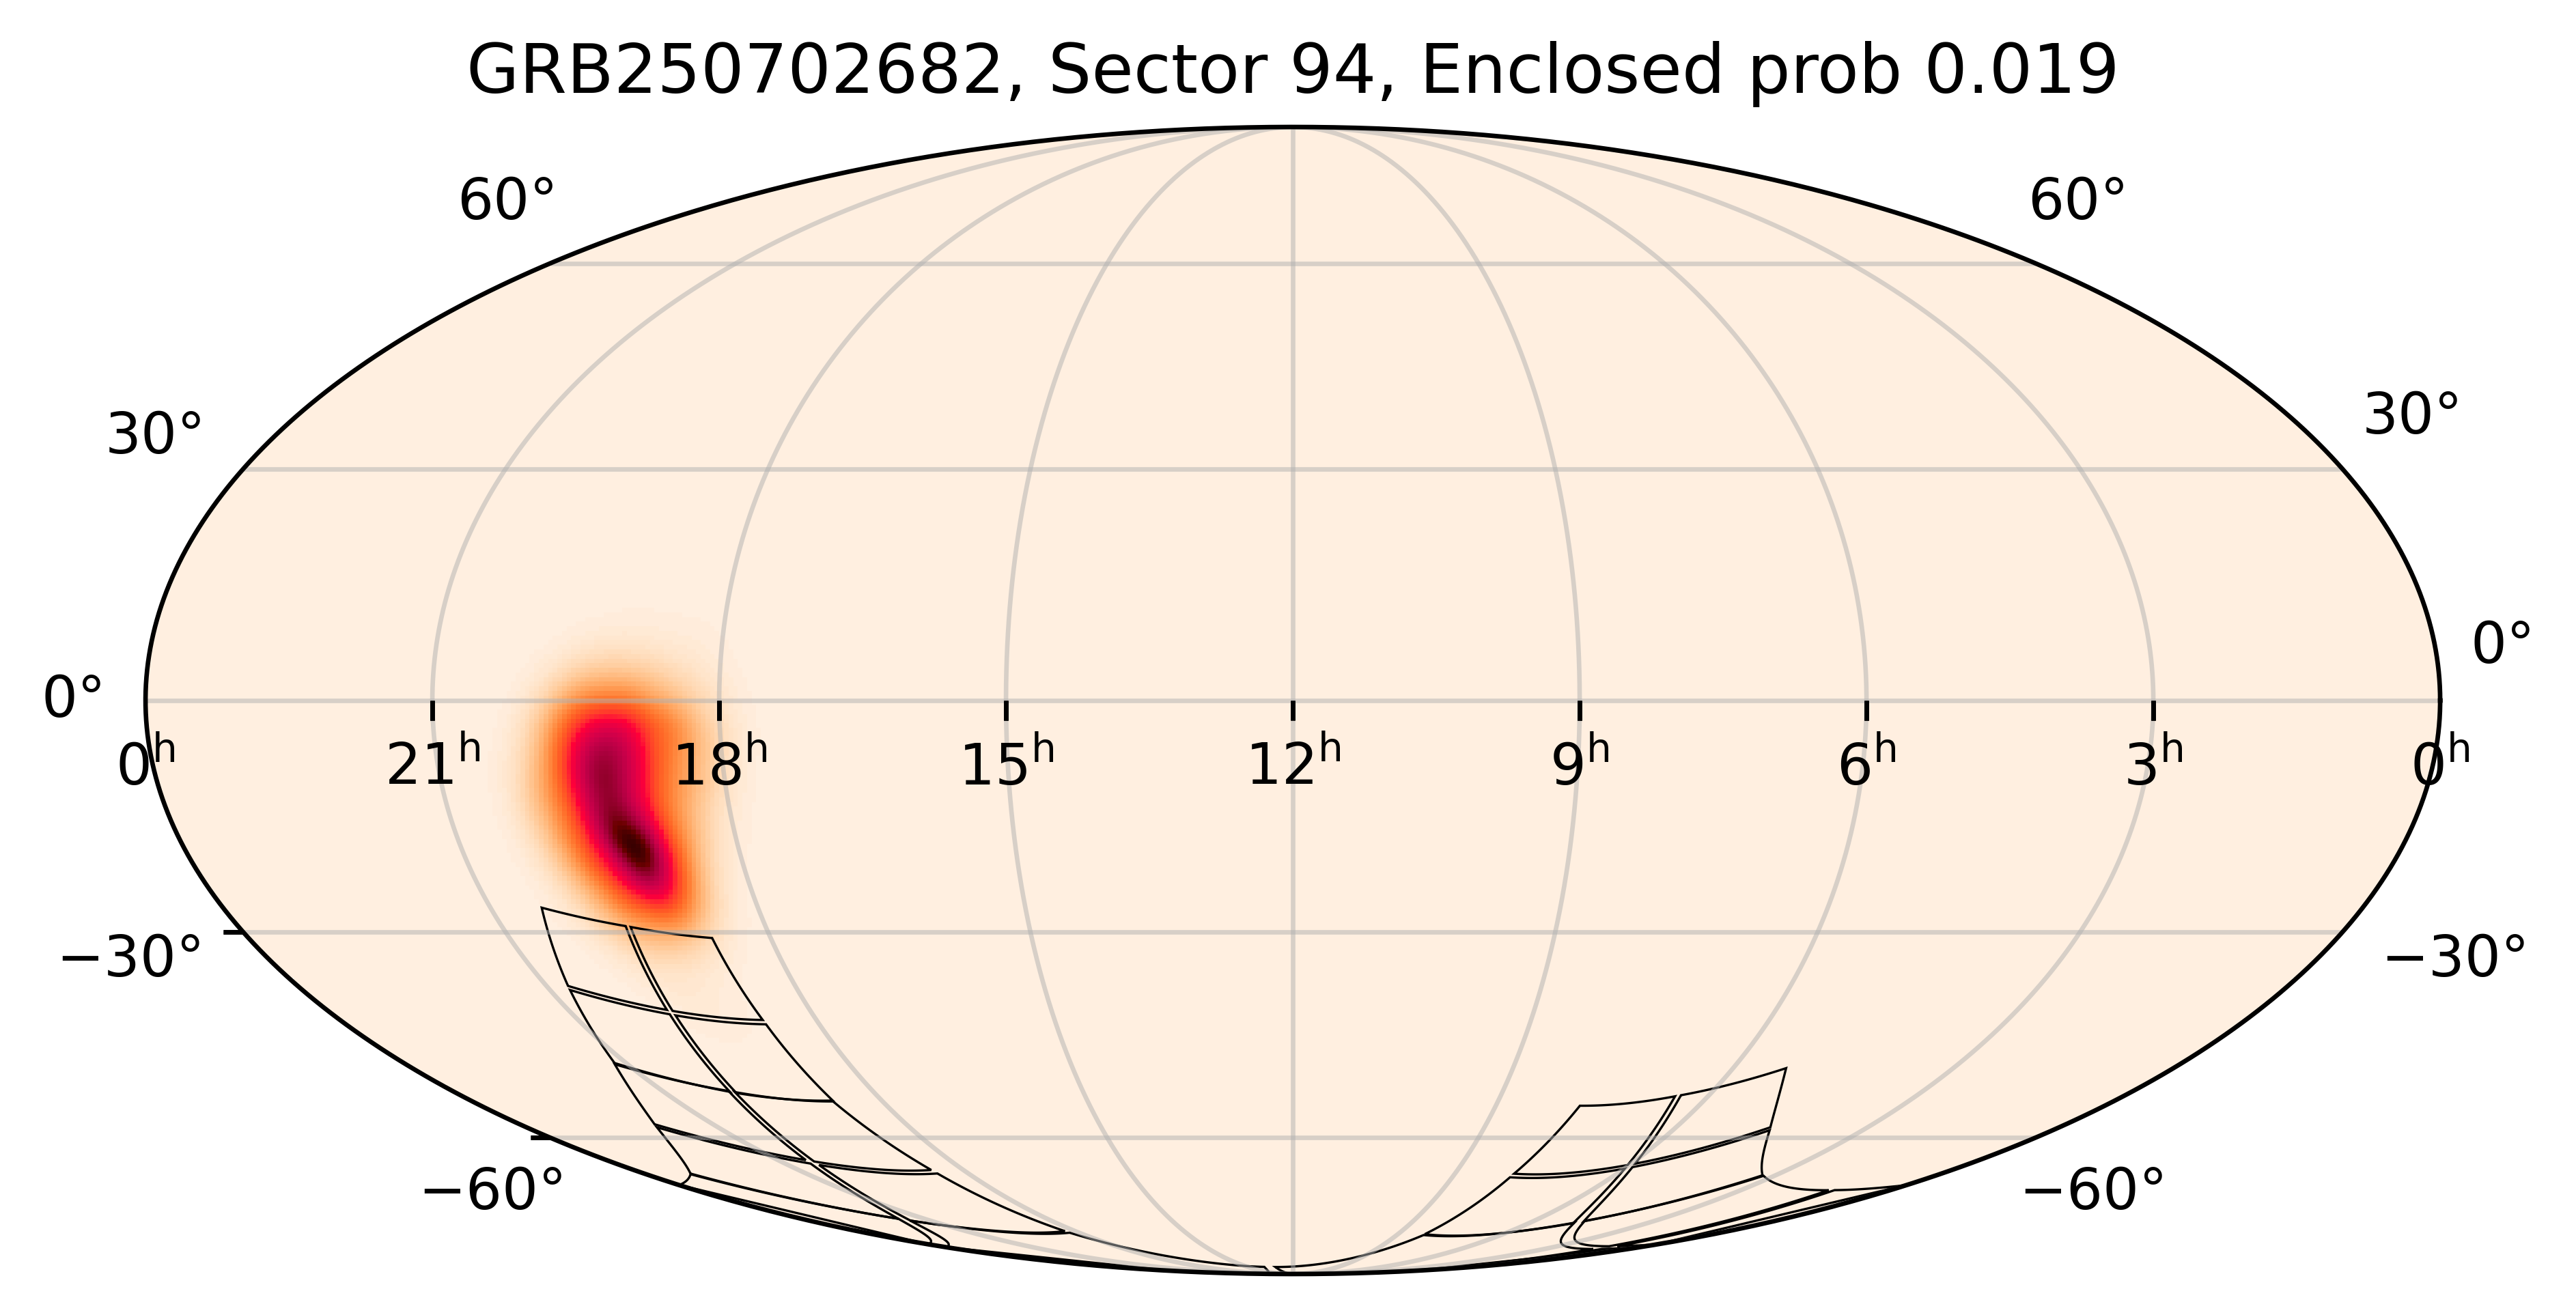 GRB250702682, Sector 94, Enclosed prob 0.019
60° 60°
30° 30°
0° 0°
0ʰ 21ʰ 18ʰ 15ʰ 12ʰ 9ʰ 6ʰ 3ʰ 0ʰ
−30° −30°
−60° −60°